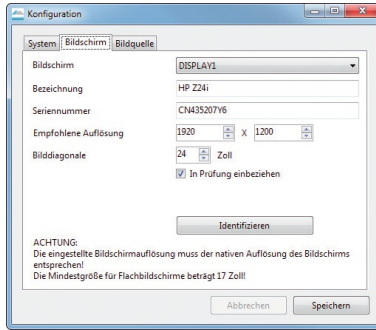 Konfiguration
System Bildschirm Bildquelle
Bildschirm DISPLAY1
Bezeichnung HP Z24i
Seriennummer CN435207Y6
Empfohlene Auflösung 1920 X 1200
Bilddiagonale 24 Zoll
In Prüfung einbeziehen
Identifizieren
ACHTUNG:
Die eingestellte Bildschirmauflösung muss der nativen Auflösung des Bildschirms
entsprechen!
Die Mindestgröße für Flachbildschirme beträgt 17 Zoll!
Abbrechen Speichern